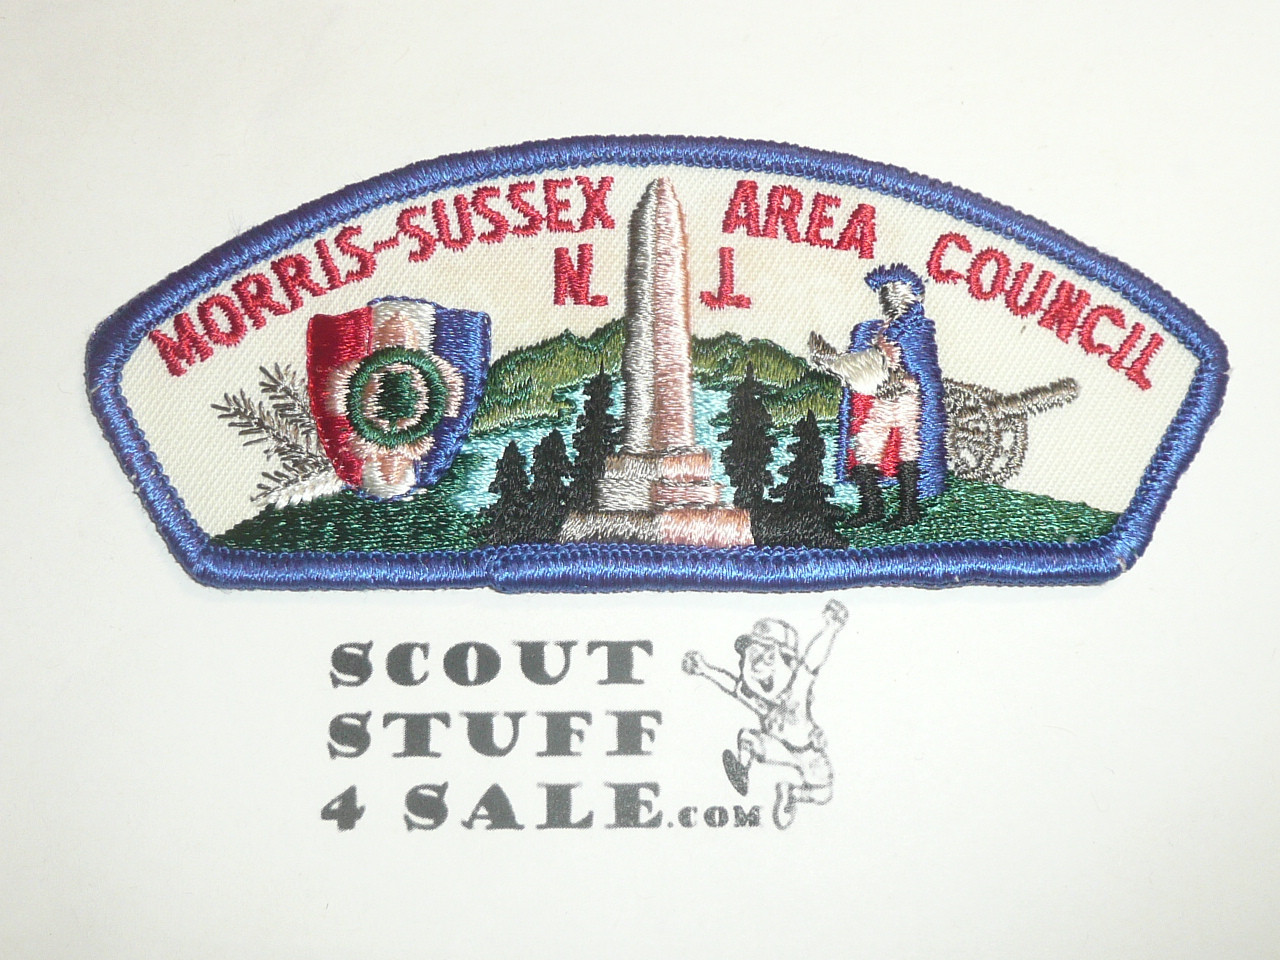 MORRIS-SUSSEX AREA COUNCIL
N. J.
SCOUT
STUFF
4 SALE.COM